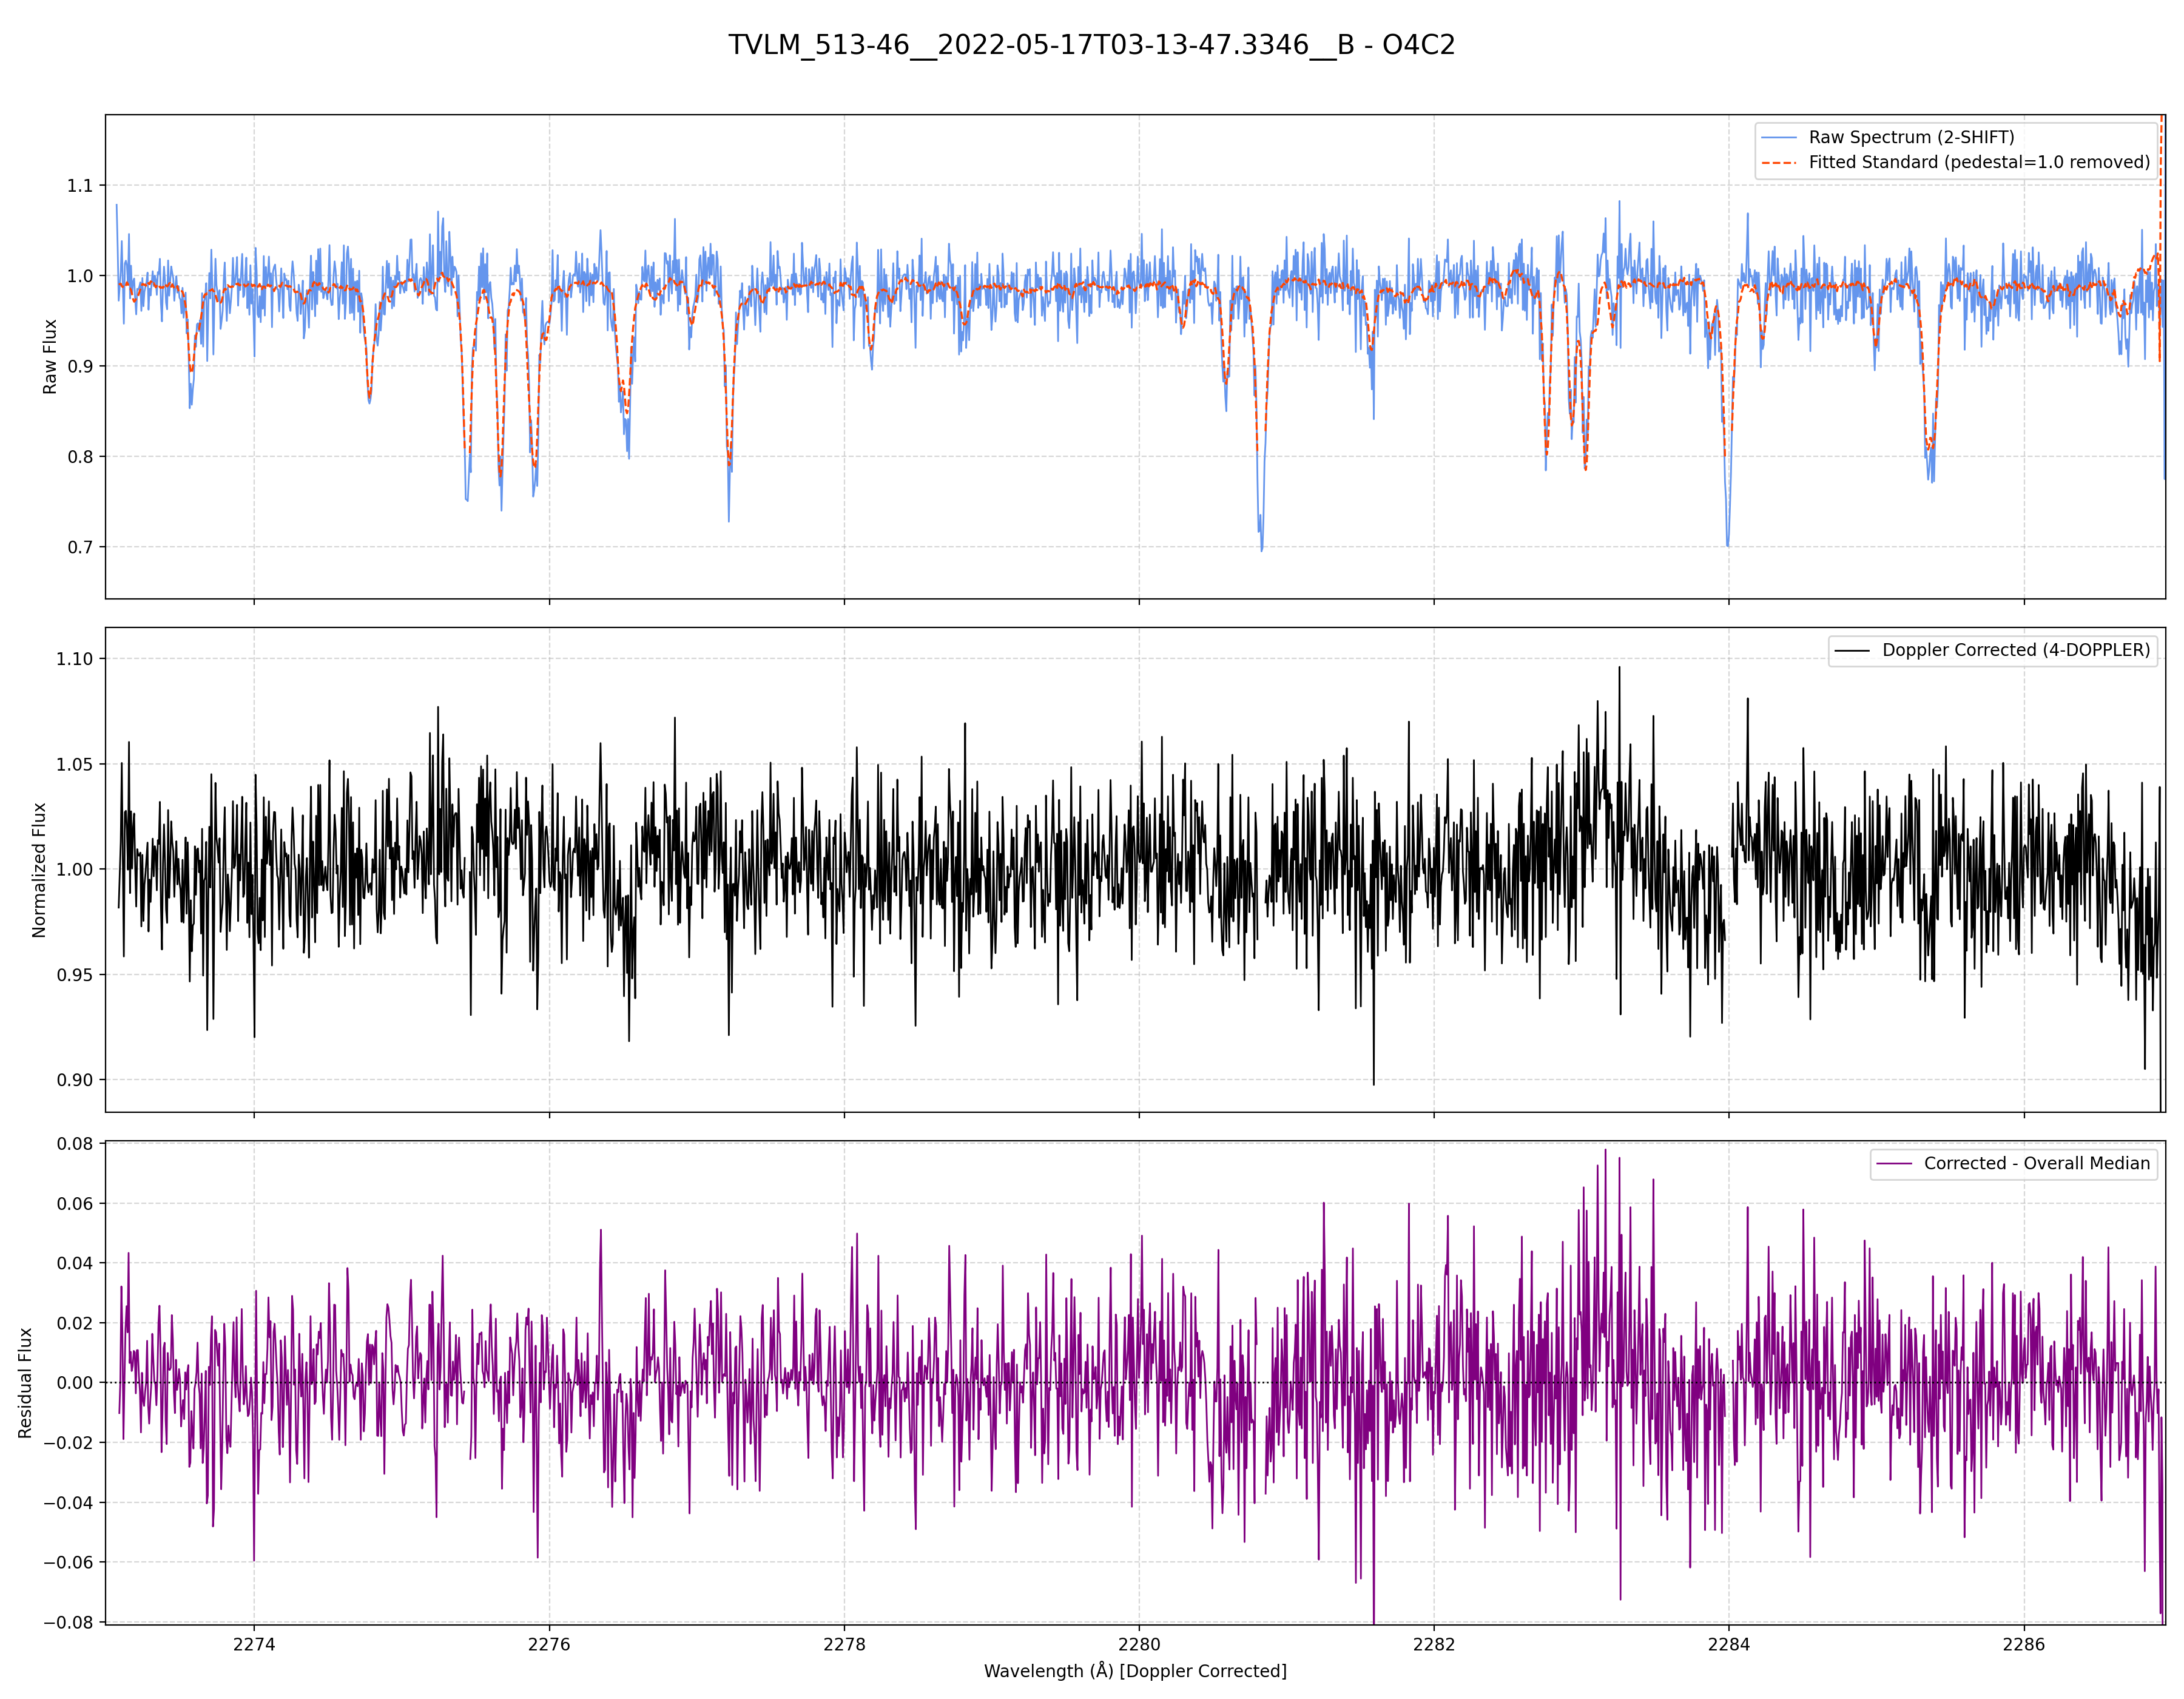 TVLM_513-46__2022-05-17T03-13-47.3346__B - O4C2
Raw Spectrum (2-SHIFT)
Fitted Standard (pedestal=1.0 removed)
1.1
1.0
0.9
0.8
0.7
Raw Flux
Doppler Corrected (4-DOPPLER)
1.10
1.05
1.00
0.95
0.90
Normalized Flux
Corrected - Overall Median
0.08
0.06
0.04
0.02
0.00
−0.02
−0.04
−0.06
−0.08
Residual Flux
2274 2276 2278 2280 2282 2284 2286
Wavelength (Å) [Doppler Corrected]